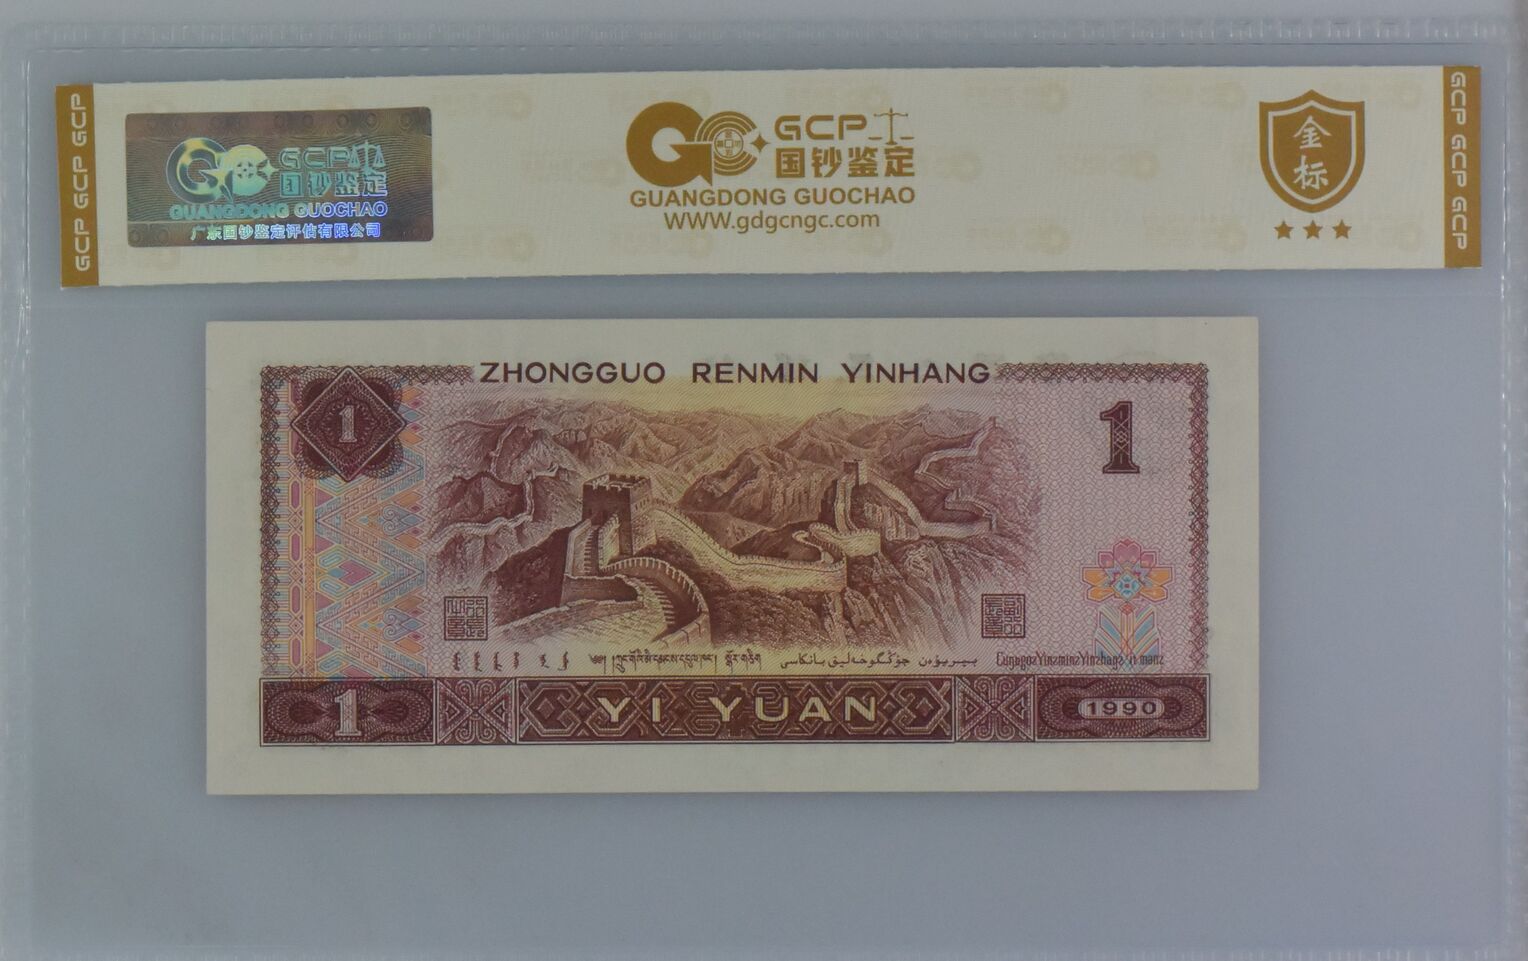 GCP GCP GCP
GCP 国钞鉴定
GUANGDONG GUOCHAO
广东国钞鉴定评估有限公司
GCP
国钞鉴定
GUANGDONG GUOCHAO
WWW.gdgcngc.com
金标
GCP GCP GCP
ZHONGGUO RENMIN YINHANG
1
1
1
YI YUAN
1990